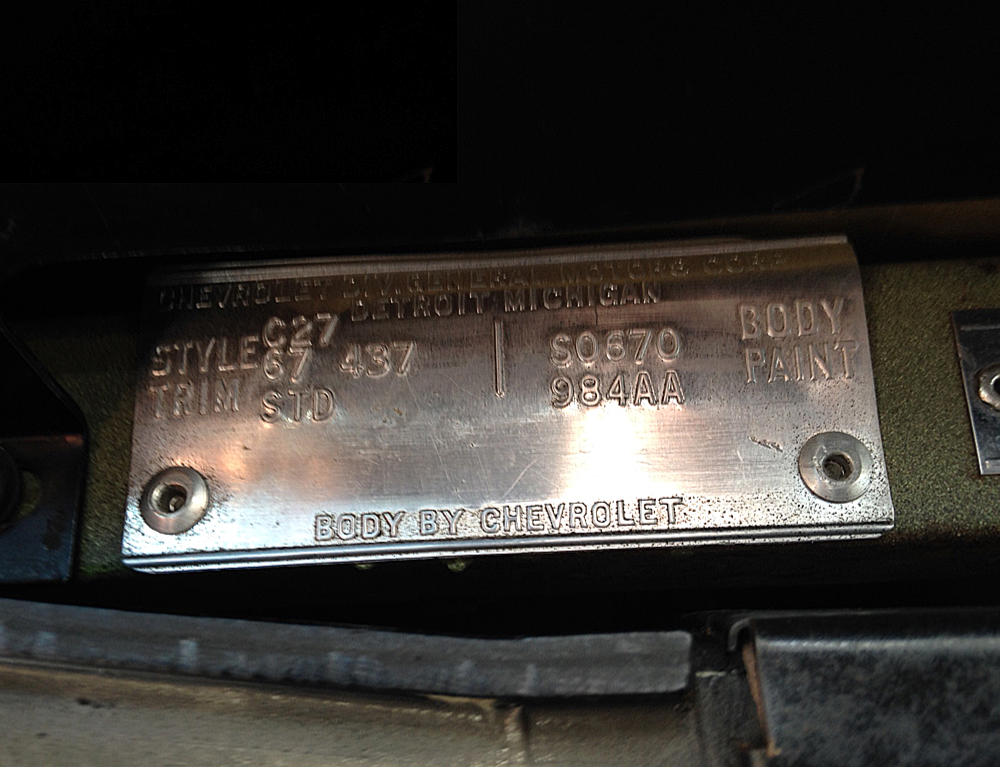 CHEVROLET DIV. GENERAL MOTORS CORP
DETROIT MICHIGAN
C27
STYLE 67 437 S0670 BODY
TRIM STD 984AA PAINT
BODY BY CHEVROLET